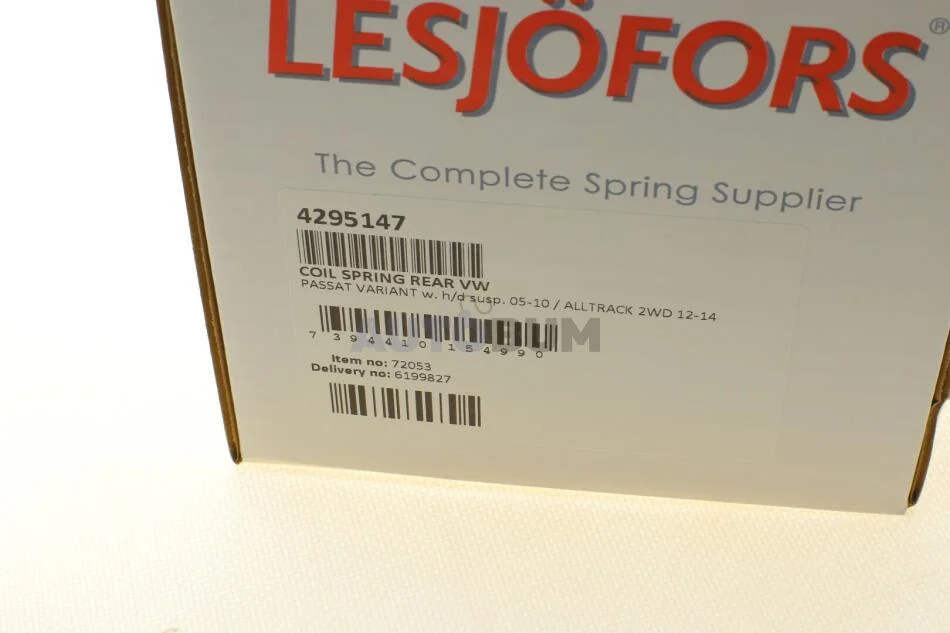 LESJÖFORS®
The Complete Spring Supplier
4295147
COIL SPRING REAR VW
PASSAT VARIANT w. h/d susp. 05-10 / ALLTRACK 2WD 12-14
AUTOBUM
7 394410 154990
Item no: 72053
Delivery no: 6199827